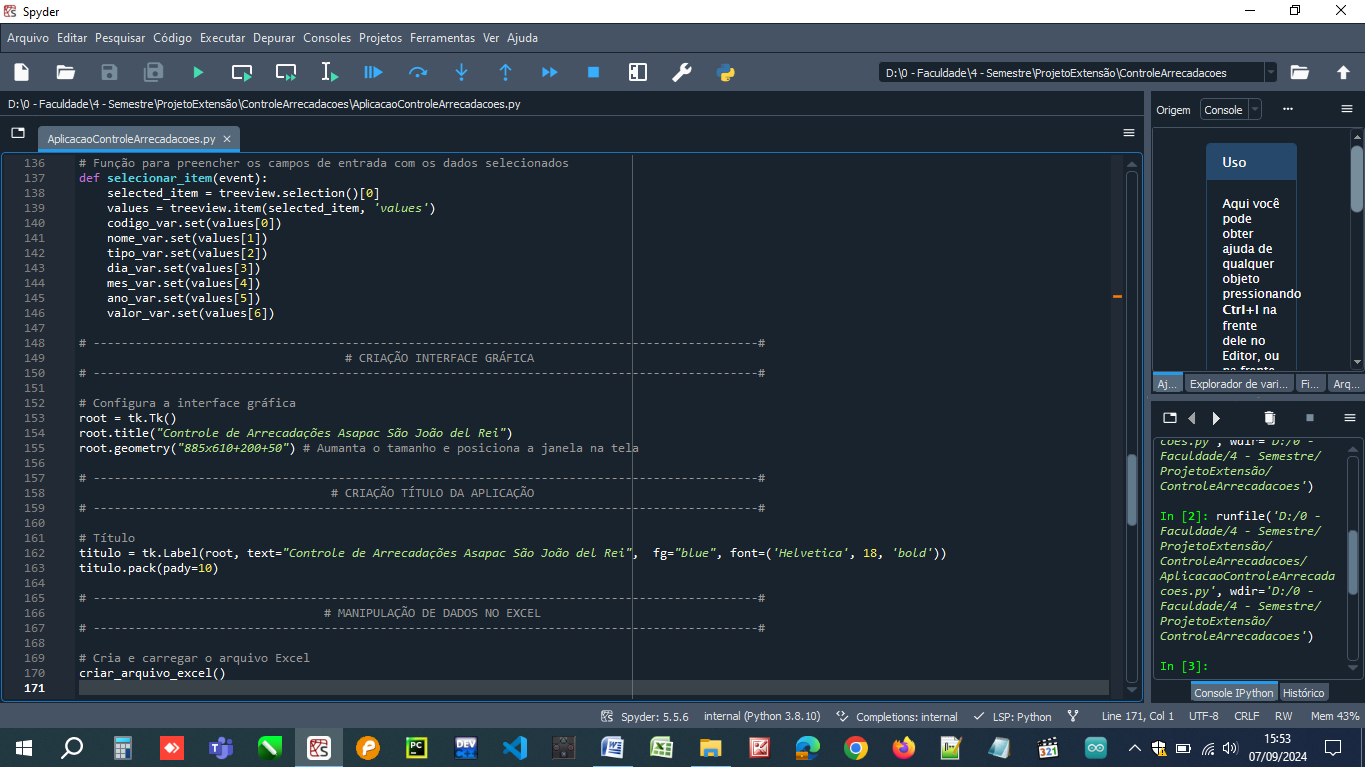 Spyder
Arquivo Editar Pesquisar Código Executar Depurar Consoles Projetos Ferramentas Ver Ajuda
D:\0 - Faculdade\4 - Semestre\ProjetoExtensão\ControleArrecadacoes
D:\0 - Faculdade\4 - Semestre\ProjetoExtensão\ControleArrecadacoes\AplicacaoControleArrecadacoes.py
AplicacaoControleArrecadacoes.py
136 # Função para preencher os campos de entrada com os dados selecionados
137 def selecionar_item(event):
138     selected_item = treeview.selection()[0]
139     values = treeview.item(selected_item, 'values')
140     codigo_var.set(values[0])
141     nome_var.set(values[1])
142     tipo_var.set(values[2])
143     dia_var.set(values[3])
144     mes_var.set(values[4])
145     ano_var.set(values[5])
146     valor_var.set(values[6])
147
148 # -----------------------------------------------------------------------------------------------#
149                                       # CRIAÇÃO INTERFACE GRÁFICA
150 # -----------------------------------------------------------------------------------------------#
151
152 # Configura a interface gráfica
153 root = tk.Tk()
154 root.title("Controle de Arrecadações Asapac São João del Rei")
155 root.geometry("885x610+200+50") # Aumanta o tamanho e posiciona a janela na tela
156
157 # -----------------------------------------------------------------------------------------------#
158                                     # CRIAÇÃO TÍTULO DA APLICAÇÃO
159 # -----------------------------------------------------------------------------------------------#
160
161 # Título
162 titulo = tk.Label(root, text="Controle de Arrecadações Asapac São João del Rei",  fg="blue", font=('Helvetica', 18, 'bold'))
163 titulo.pack(pady=10)
164
165 # -----------------------------------------------------------------------------------------------#
166                                    # MANIPULAÇÃO DE DADOS NO EXCEL
167 # -----------------------------------------------------------------------------------------------#
168
169 # Cria e carregar o arquivo Excel
170 criar_arquivo_excel()
171
Origem Console
Uso
Aqui você
pode
obter
ajuda de
qualquer
objeto
pressionando
Ctrl+I na
frente
dele no
Editor, ou
na frente
Aj... Explorador de vari... Fi... Arq...
coes.py', wdir='D:/0 -
Faculdade/4 - Semestre/
ProjetoExtensão/
ControleArrecadacoes')
In [2]: runfile('D:/0 -
Faculdade/4 - Semestre/
ProjetoExtensão/
ControleArrecadacoes/
AplicacaoControleArrecada
coes.py', wdir='D:/0 -
Faculdade/4 - Semestre/
ProjetoExtensão/
ControleArrecadacoes')
In [3]:
Console IPython Histórico
Spyder: 5.5.6 internal (Python 3.8.10) Completions: internal LSP: Python Line 171, Col 1 UTF-8 CRLF RW Mem 43%
PC
DEV
321
15:53
07/09/2024